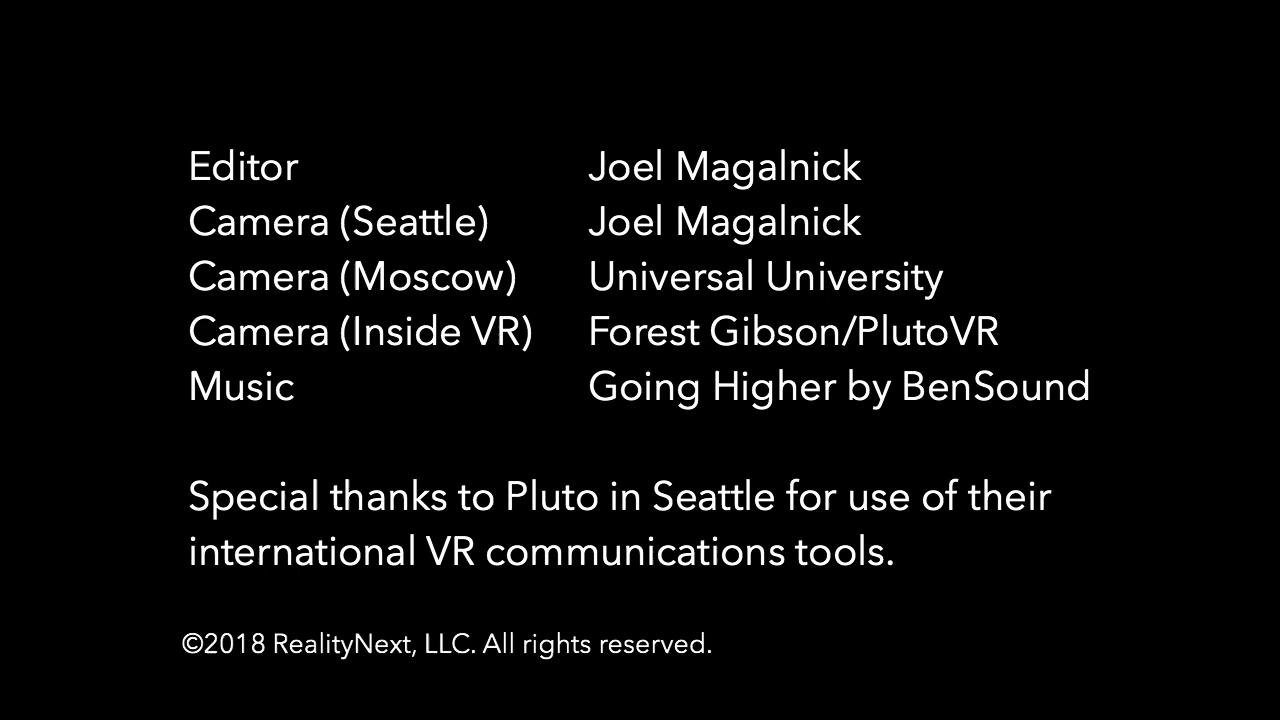 Editor Joel Magalnick
Camera (Seattle) Joel Magalnick
Camera (Moscow) Universal University
Camera (Inside VR) Forest Gibson/PlutoVR
Music Going Higher by BenSound
Special thanks to Pluto in Seattle for use of their
international VR communications tools.
©2018 RealityNext, LLC. All rights reserved.